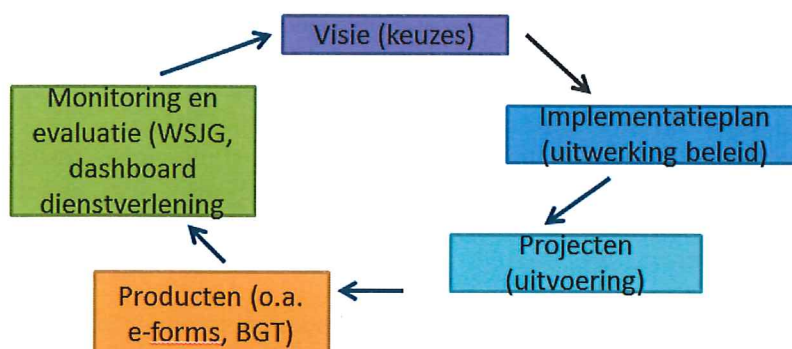 Visie (keuzes)
Implementatieplan
(uitwerking beleid)
Projecten
(uitvoering)
Producten (o.a.
e-forms, BGT)
Monitoring en
evaluatie (WSJG,
dashboard
dienstverlening